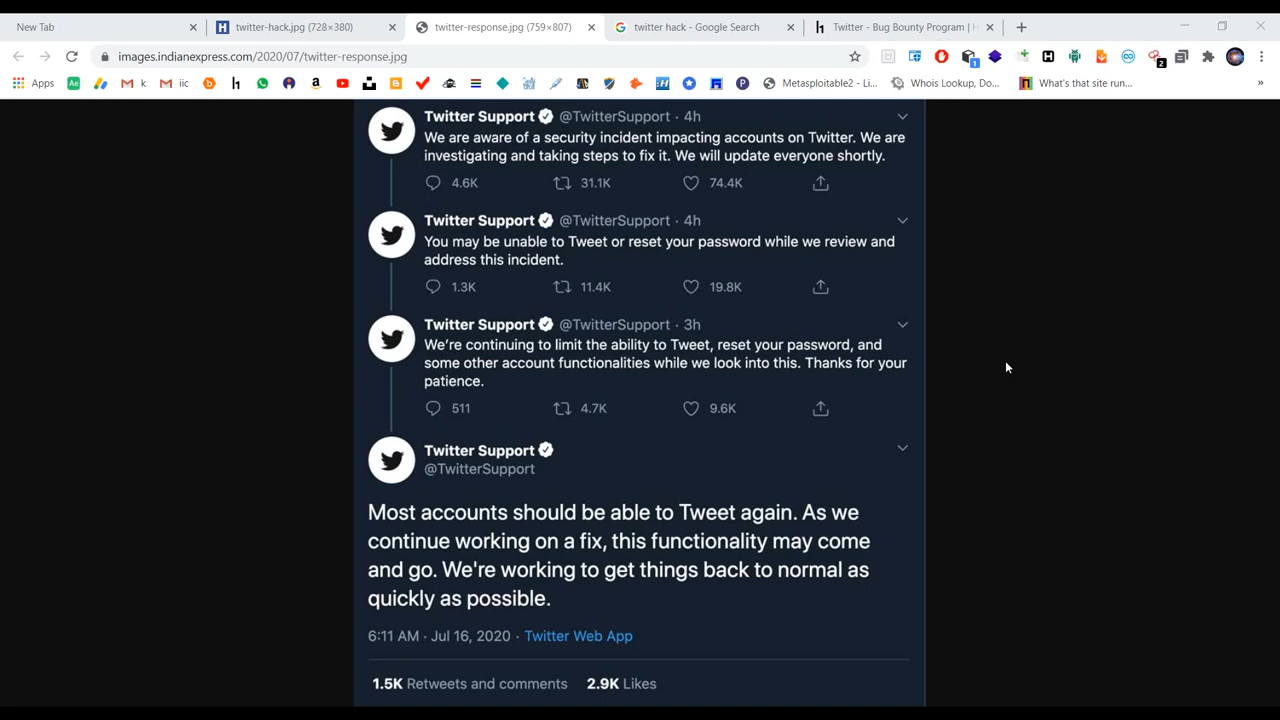 New Tab
twitter-hack.jpg (728×380)
twitter-response.jpg (759×807)
twitter hack - Google Search
Twitter - Bug Bounty Program | H
images.indianexpress.com/2020/07/twitter-response.jpg
Apps
k
iic
Metasploitable2 - Li...
Whois Lookup, Do...
What's that site run...
Twitter Support @TwitterSupport · 4h
We are aware of a security incident impacting accounts on Twitter. We are
investigating and taking steps to fix it. We will update everyone shortly.
4.6K 31.1K 74.4K
Twitter Support @TwitterSupport · 4h
You may be unable to Tweet or reset your password while we review and
address this incident.
1.3K 11.4K 19.8K
Twitter Support @TwitterSupport · 3h
We're continuing to limit the ability to Tweet, reset your password, and
some other account functionalities while we look into this. Thanks for your
patience.
511 4.7K 9.6K
Twitter Support
@TwitterSupport
Most accounts should be able to Tweet again. As we
continue working on a fix, this functionality may come
and go. We're working to get things back to normal as
quickly as possible.
6:11 AM · Jul 16, 2020 · Twitter Web App
1.5K Retweets and comments 2.9K Likes